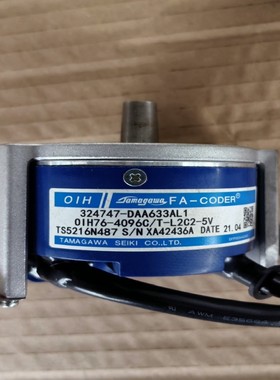 OIH Tamagawa FA-CODER®
324747-DAA633AL1
OIH76-4096C/T-L2C2-5V
TS5216N487 S/N XA42436A DATE 21.04
TAMAGAWA SEIKI CO.,LTD.
AWM